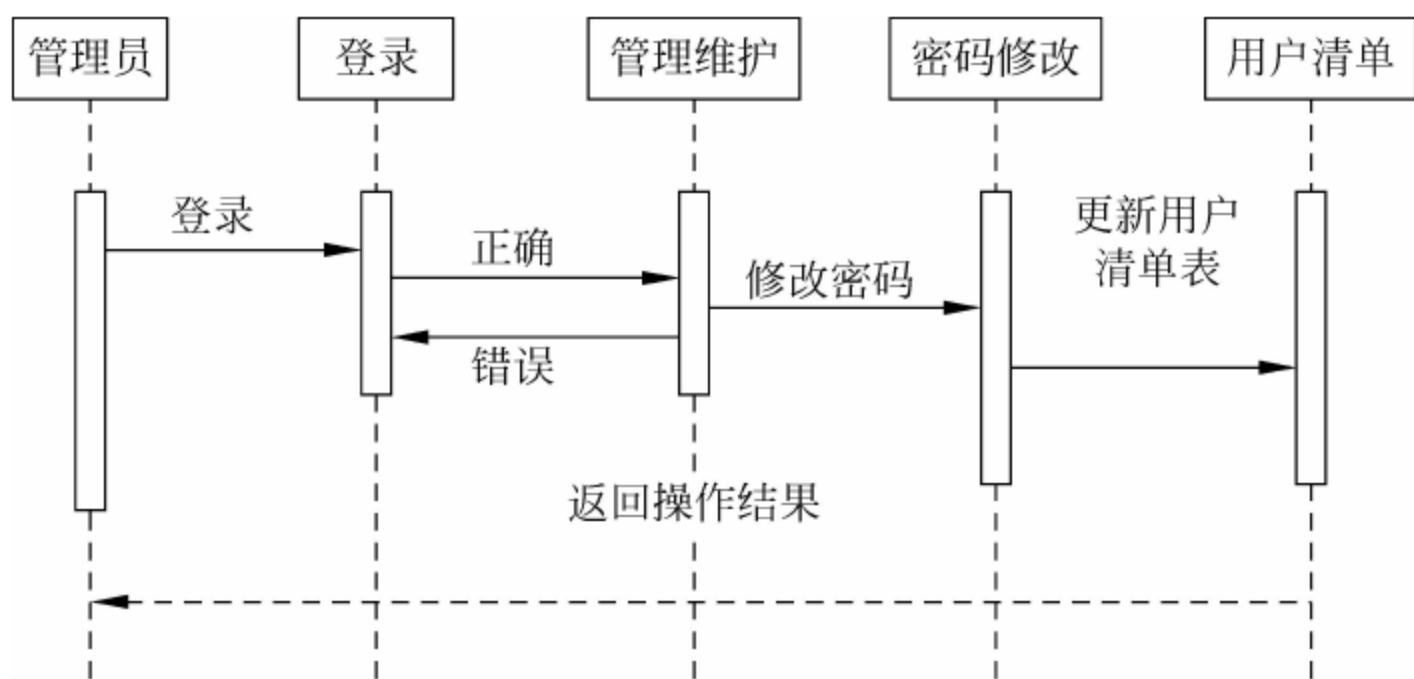 管理员
登录
管理维护
密码修改
用户清单
登录
正确
修改密码
更新用户
清单表
错误
返回操作结果